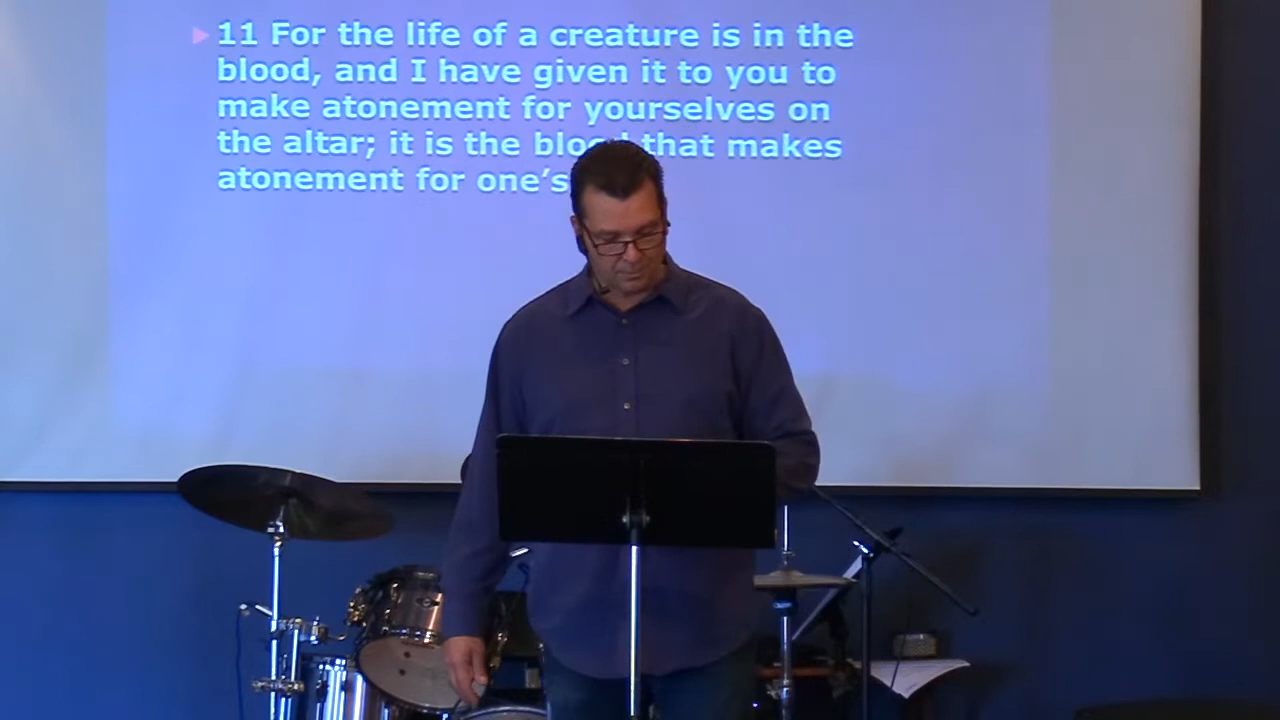 11 For the life of a creature is in the
blood, and I have given it to you to
make atonement for yourselves on
the altar; it is the blood that makes
atonement for one’s